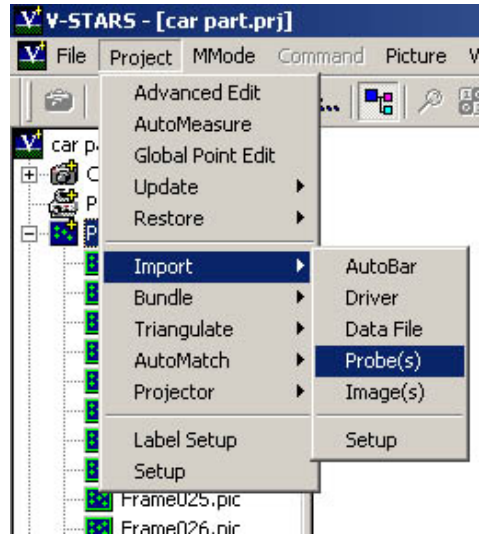 V-STARS - [car part.prj]
File Project MMode Command Picture
Advanced Edit
AutoMeasure
Global Point Edit
Update
Restore
Import
Bundle
Triangulate
AutoMatch
Projector
Label Setup
Setup
AutoBar
Driver
Data File
Probe(s)
Image(s)
Setup
car p
C
P
P
Frame025.pic
Frame026.pic